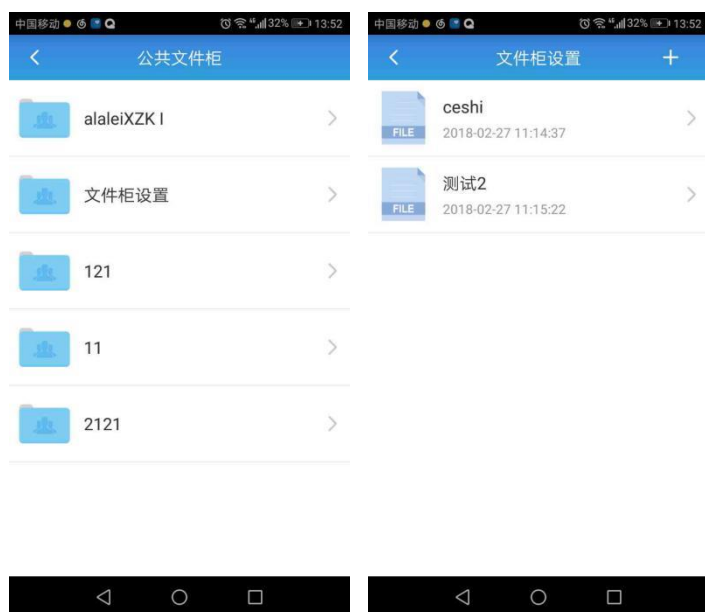 中国移动 32% 13:52
公共文件柜
alaleiXZK I
文件柜设置
121
11
2121
中国移动 32% 13:52
文件柜设置
FILE
ceshi
2018-02-27 11:14:37
FILE
测试2
2018-02-27 11:15:22